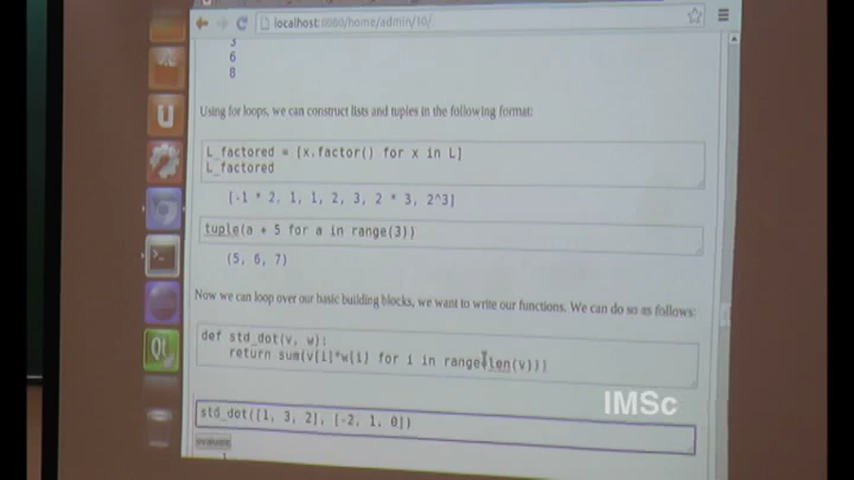 localhost:8080/home/admin/10/
3
6
8
Using for loops, we can construct lists and tuples in the following format:
L_factored = [x.factor() for x in L]
L_factored
[-1 * 2, 1, 1, 2, 3, 2 * 3, 2^3]
tuple(a + 5 for a in range(3))
(5, 6, 7)
Now we can loop over our basic building blocks, we want to write our functions. We can do so as follows:
def std_dot(v, w):
return sum(v[i]*w[i] for i in range(len(v)))
IMSc
std_dot([1, 3, 2], [-2, 1, 0])
evaluate
1